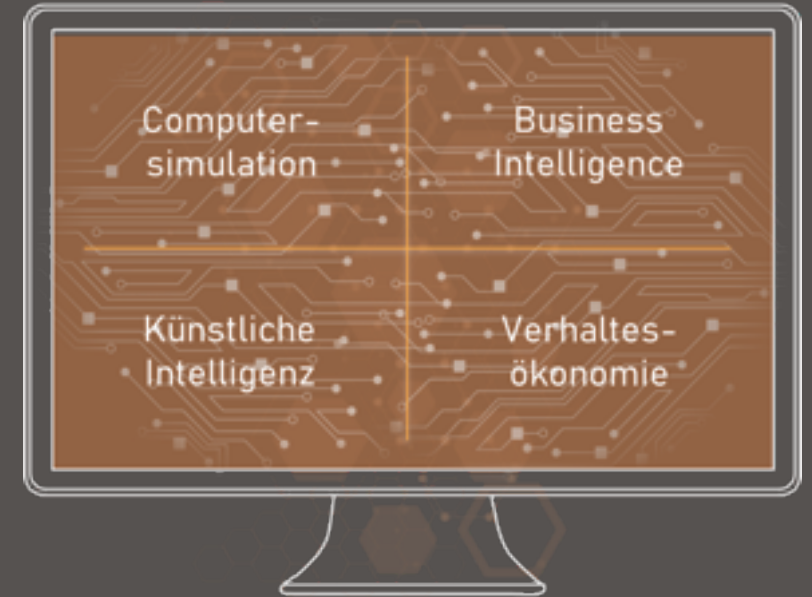 Computer-
simulation
Business
Intelligence
Künstliche
Intelligenz
Verhaltes-
ökonomie